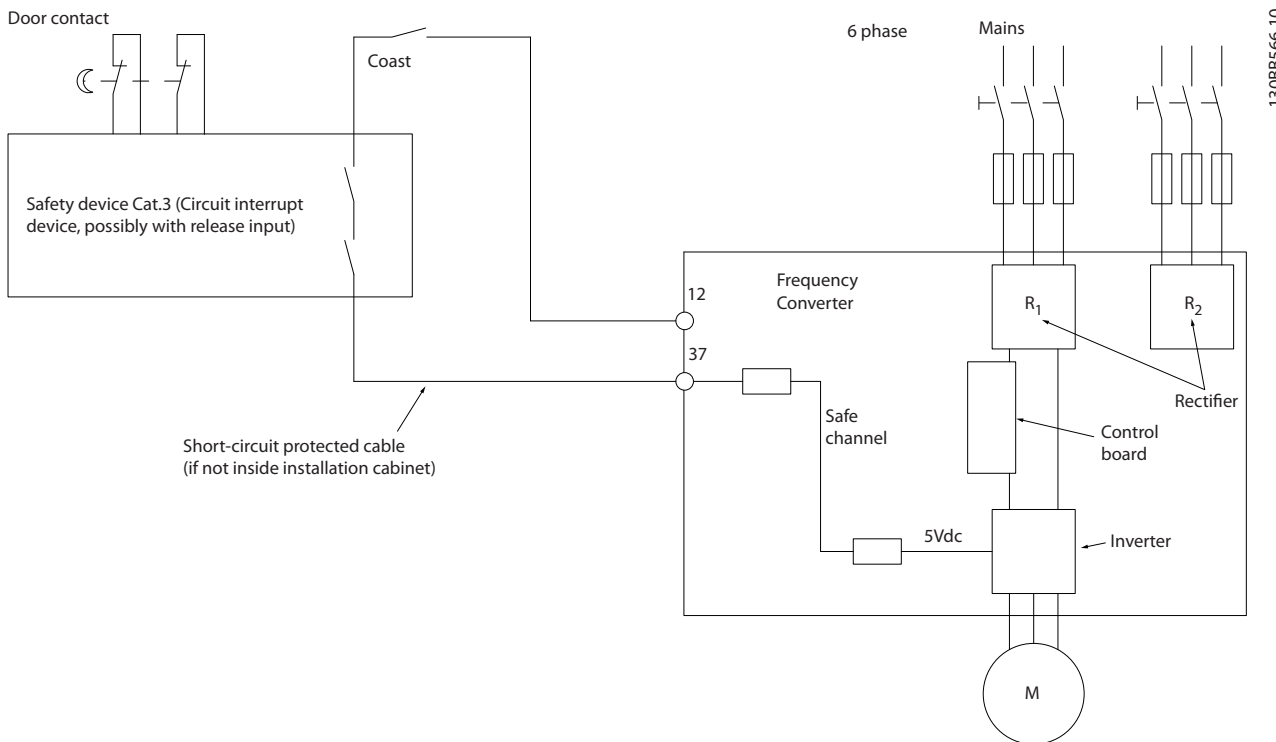 Door contact
Coast
6 phase
Mains
130BB566.10
Safety device Cat.3 (Circuit interrupt
device, possibly with release input)
12
37
Frequency
Converter
R1
R2
Rectifier
Safe
channel
Control
board
Short-circuit protected cable
(if not inside installation cabinet)
5Vdc
Inverter
M